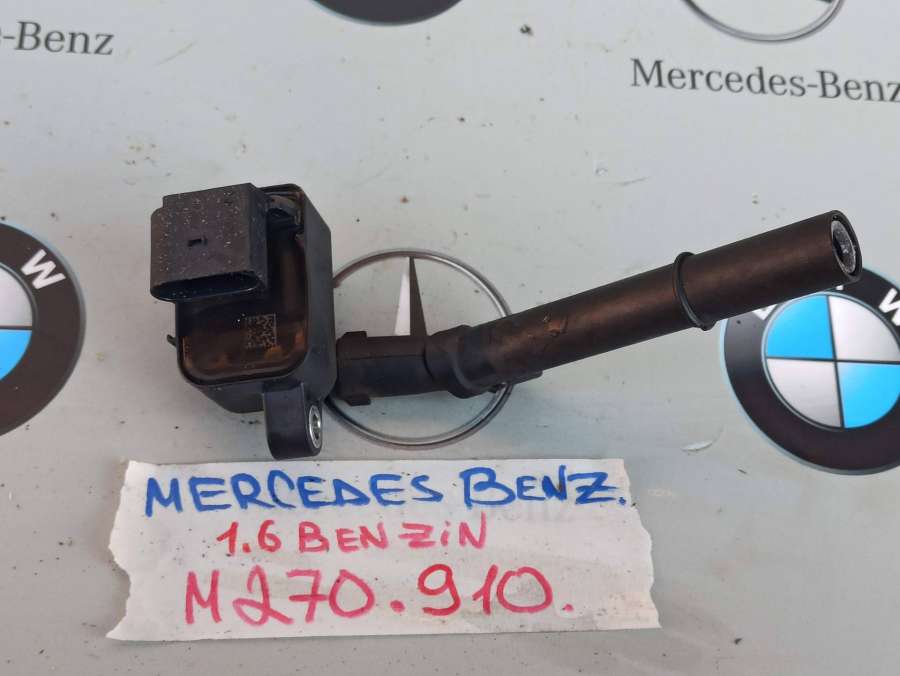 -Benz
Mercedes-Benz
W
MERCEDES BENZ.
1.6 BENZIN
M270.910.